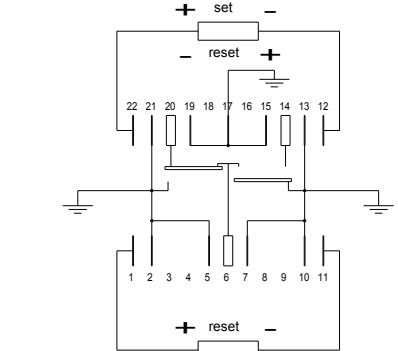 + set -
- reset +
22 21 20 19 18 17 16 15 14 13 12
1 2 3 4 5 6 7 8 9 10 11
+ reset -